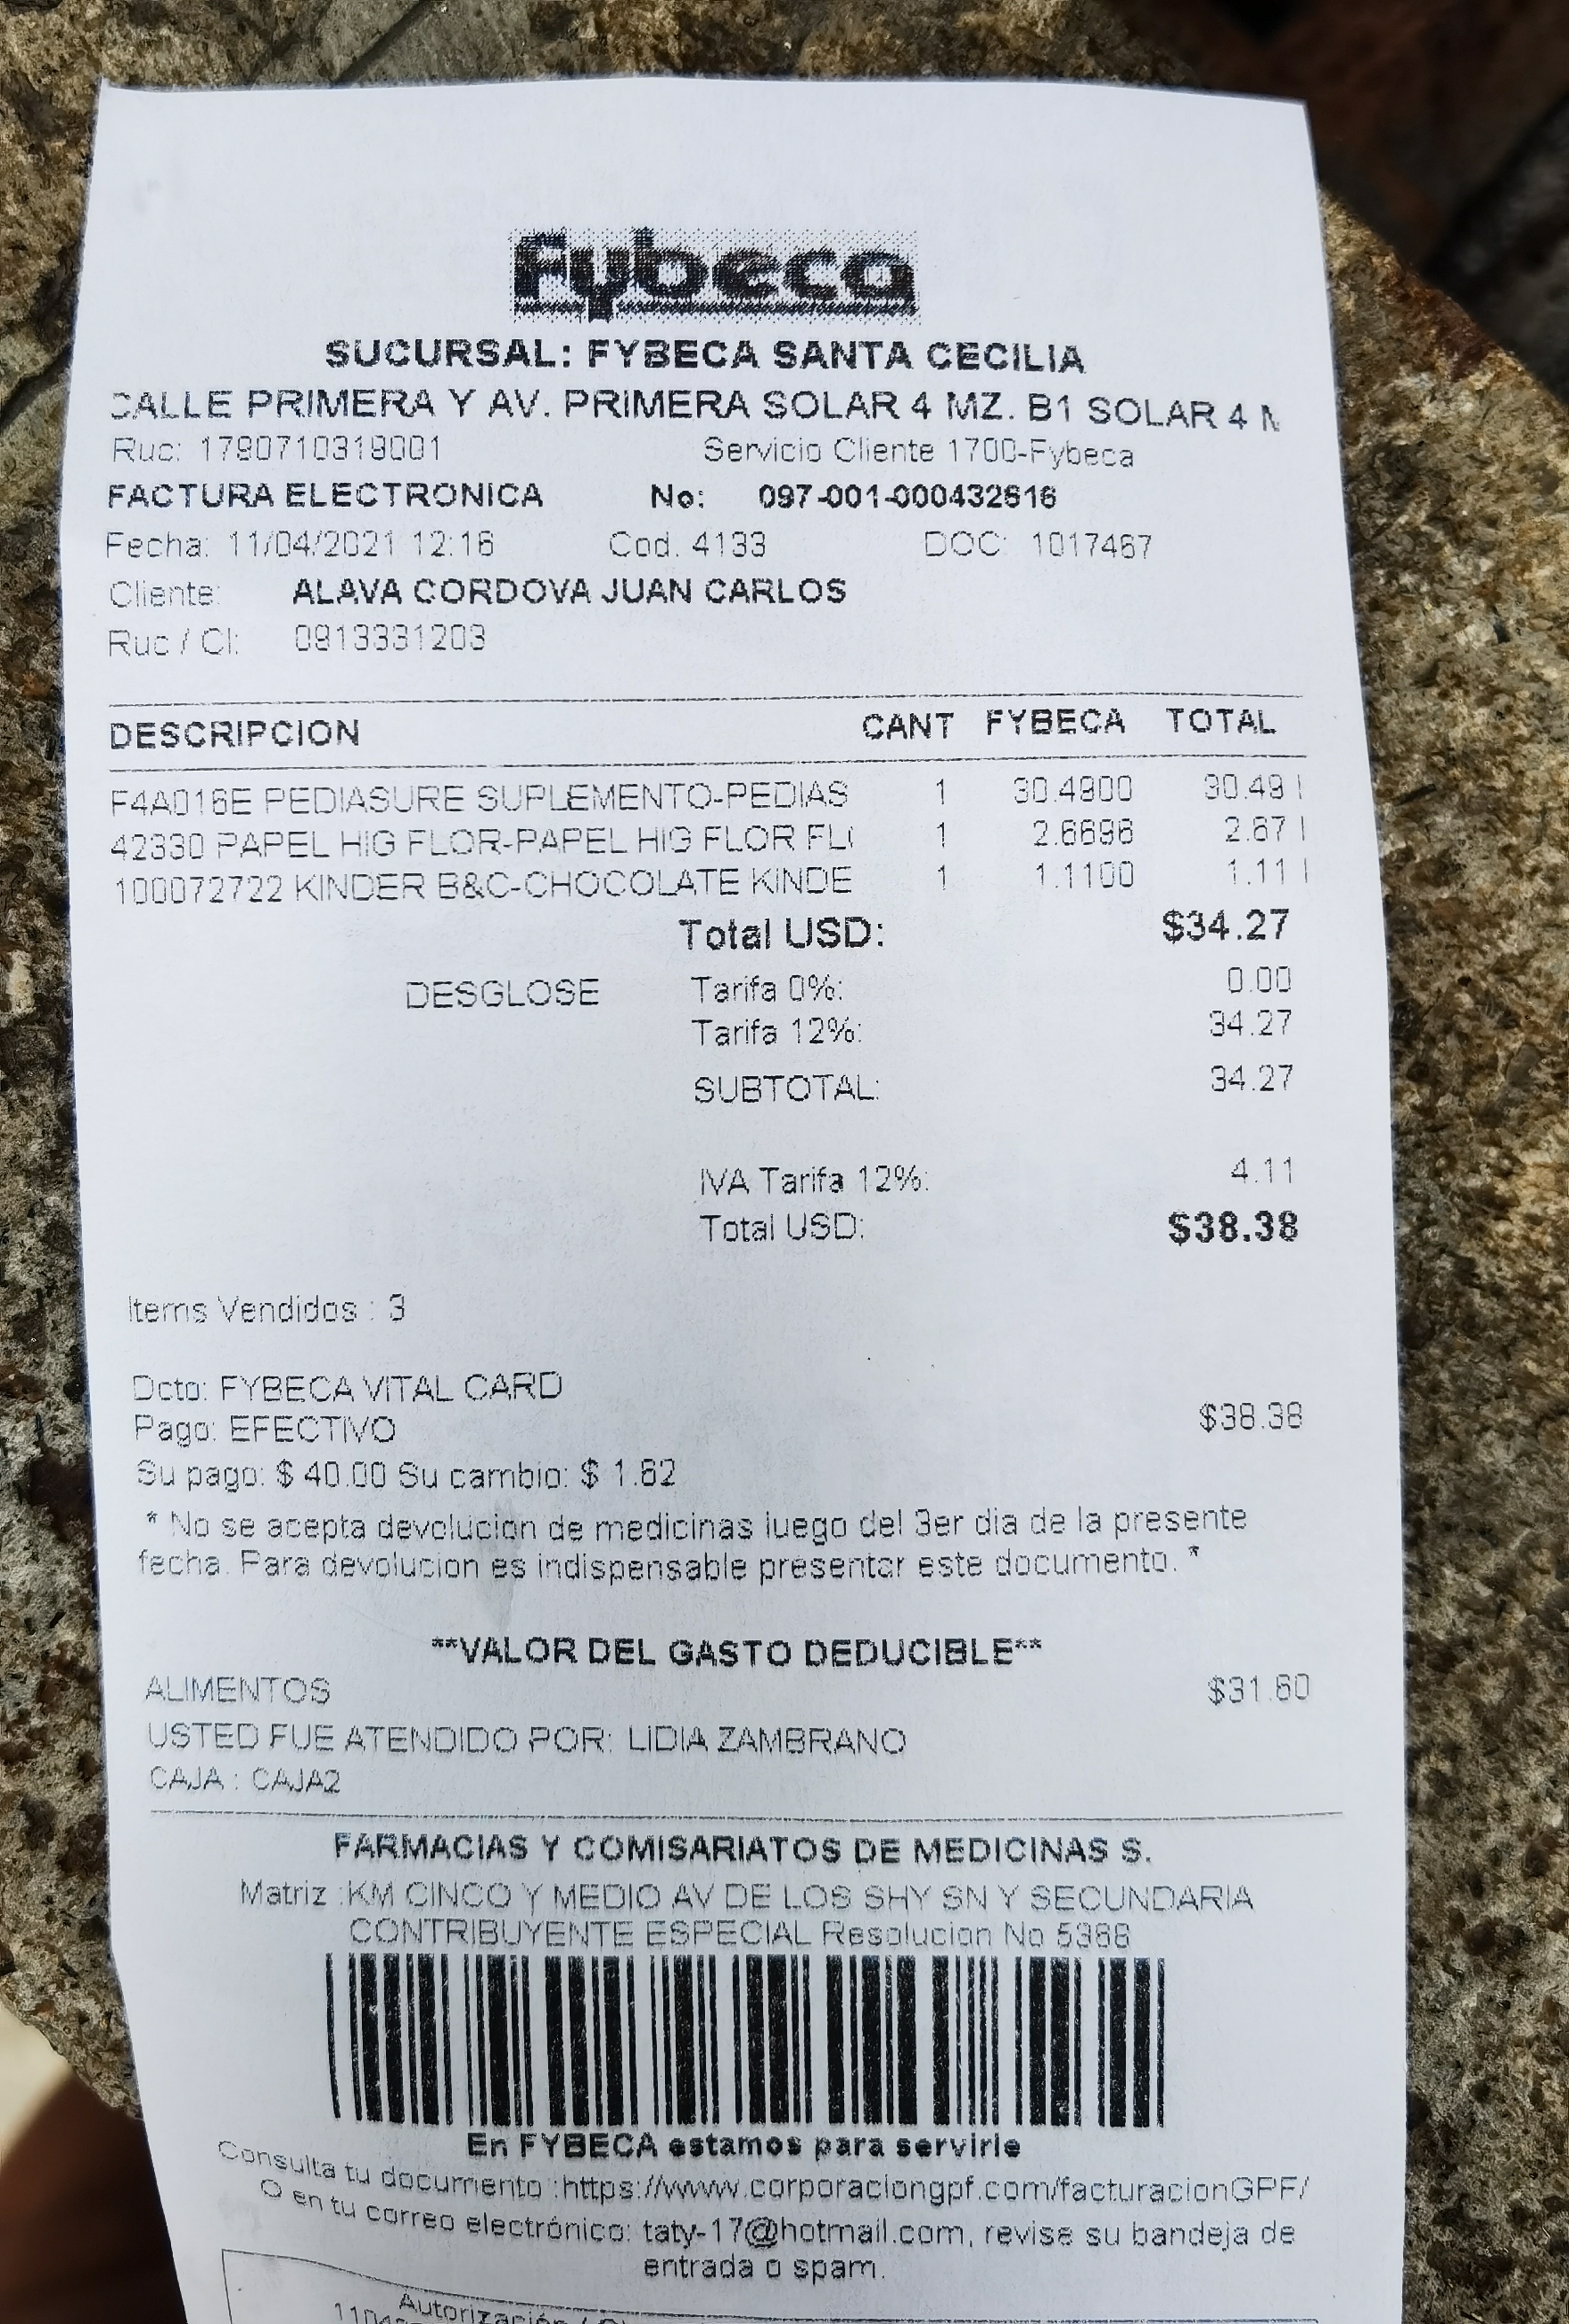 Fybeca
SUCURSAL: FYBECA SANTA CECILIA
CALLE PRIMERA Y AV. PRIMERA SOLAR 4 MZ. B1 SOLAR 4 M
Ruc: 1790710319001 Servicio Cliente 1700-Fybeca
FACTURA ELECTRONICA No: 097-001-000432616
Fecha: 11/04/2021 12:16 Cod. 4133 DOC: 1017467
Cliente: ALAVA CORDOVA JUAN CARLOS
Ruc / CI: 0913331203
DESCRIPCION CANT FYBECA TOTAL
F4A016E PEDIASURE SUPLEMENTO-PEDIAS 1 30.4900 30.49 I
42330 PAPEL HIG FLOR-PAPEL HIG FLOR FL 1 2.6696 2.67 I
100072722 KINDER B&C-CHOCOLATE KINDE 1 1.1100 1.11 I
Total USD: $34.27
DESGLOSE Tarifa 0%: 0.00
Tarifa 12%: 34.27
SUBTOTAL: 34.27
IVA Tarifa 12%: 4.11
Total USD: $38.38
Items Vendidos : 3
Dcto: FYBECA VITAL CARD
Pago: EFECTIVO $38.38
Su pago: $ 40.00 Su cambio: $ 1.62
* No se acepta devolucion de medicinas luego del 3er dia de la presente
fecha. Para devolucion es indispensable presentar este documento. *
**VALOR DEL GASTO DEDUCIBLE**
ALIMENTOS $31.60
USTED FUE ATENDIDO POR: LIDIA ZAMBRANO
CAJA : CAJA2
FARMACIAS Y COMISARIATOS DE MEDICINAS S.
Matriz :KM CINCO Y MEDIO AV DE LOS SHY SN Y SECUNDARIA
CONTRIBUYENTE ESPECIAL Resolucion No 5368
En FYBECA estamos para servirle
Consulta tu documento :https://www.corporaciongpf.com/facturacionGPF/
O en tu correo electrónico: taty-17@hotmail.com, revise su bandeja de
entrada o spam.
Autorización /